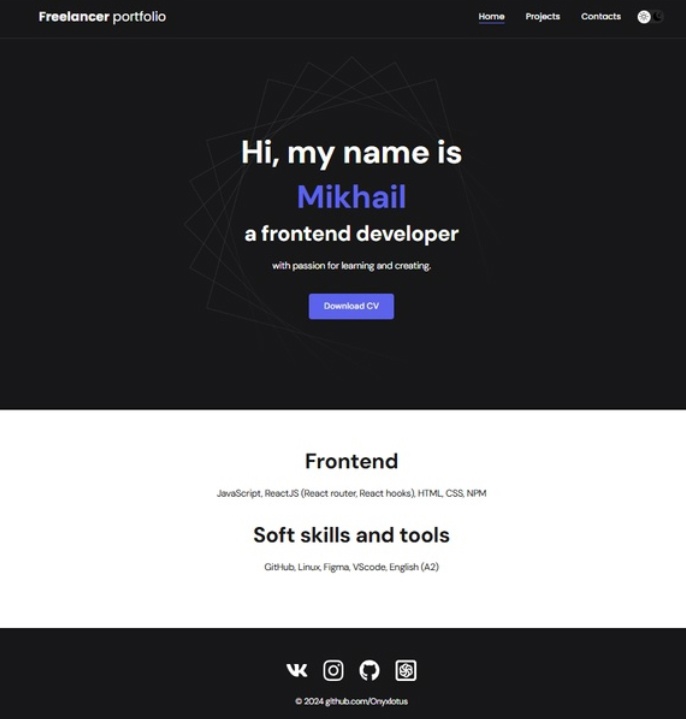 Freelancer portfolio
Home Projects Contacts
Hi, my name is
Mikhail
a frontend developer
with passion for learning and creating.
Download CV
Frontend
JavaScript, ReactJS (React router, React hooks), HTML, CSS, NPM
Soft skills and tools
GitHub, Linux, Figma, VScode, English (A2)
© 2024 github.com/Onyxlotus